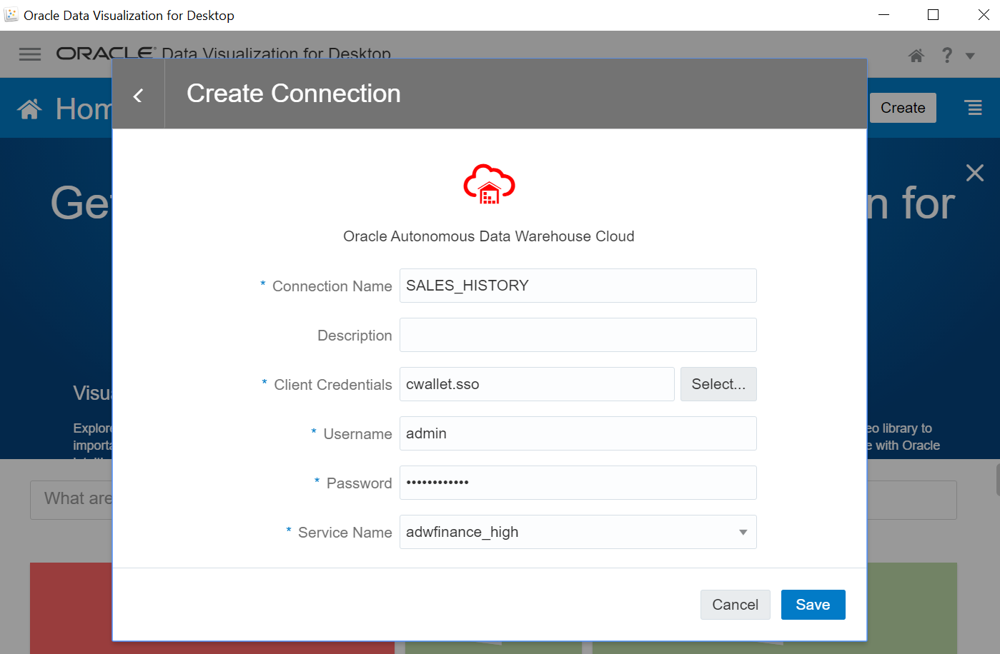 Oracle Data Visualization for Desktop
ORACLE® Data Visualization for Desktop
?
Create Connection
Create
Oracle Autonomous Data Warehouse Cloud
* Connection Name SALES_HISTORY
Description
* Client Credentials cwallet.sso Select...
* Username admin
* Password ••••••••••••
* Service Name adwfinance_high
Cancel Save
Hom
Get
n for
Visu
Explore
importa
eo library to
e with Oracle
What are